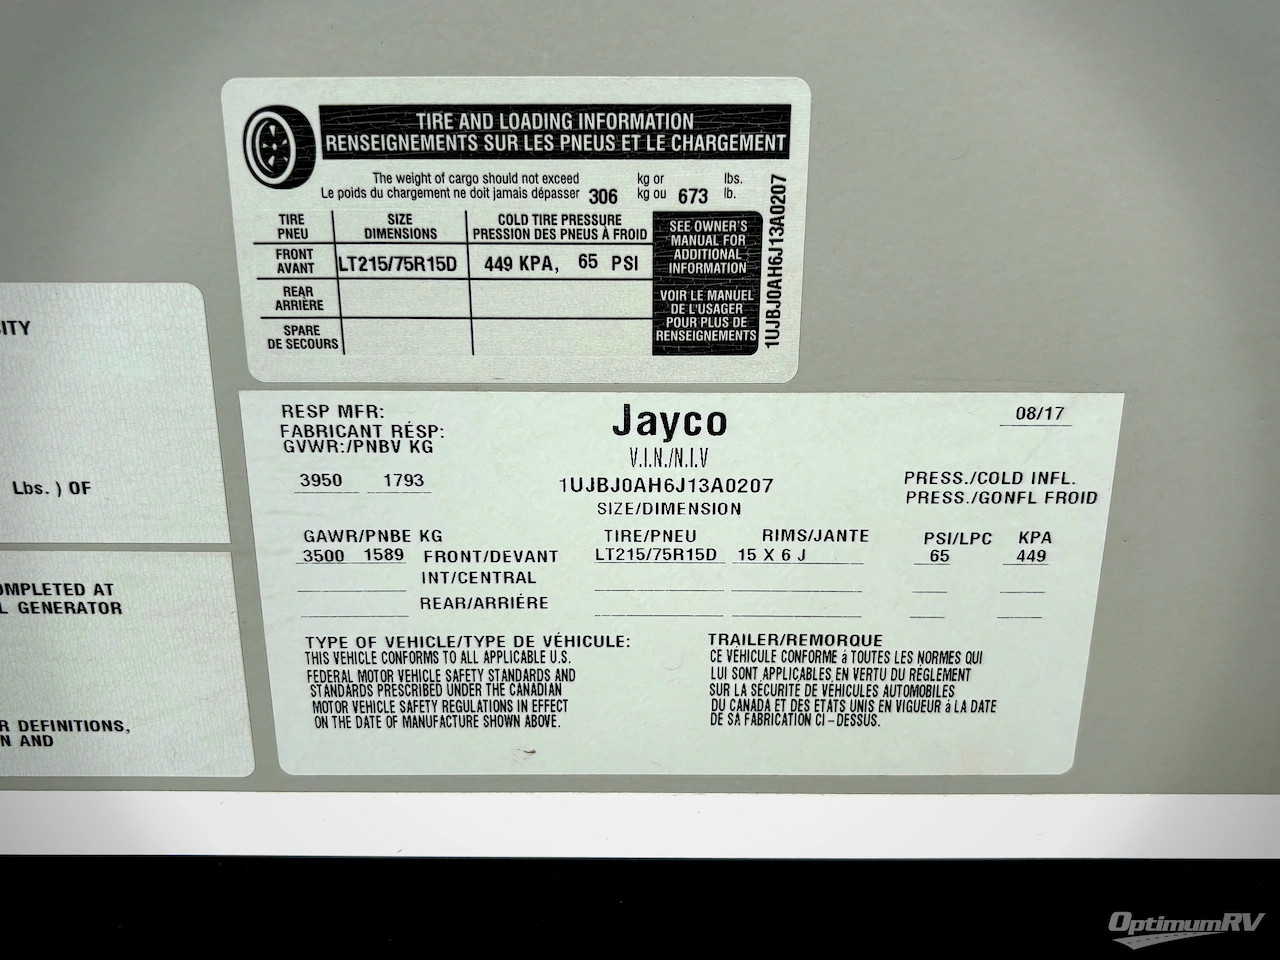 TIRE AND LOADING INFORMATION
RENSEIGNEMENTS SUR LES PNEUS ET LE CHARGEMENT
The weight of cargo should not exceed kg or lbs.
Le poids du chargement ne doit jamais dépasser 306 kg ou 673 lb.
TIRE PNEU
SIZE DIMENSIONS
COLD TIRE PRESSURE
PRESSION DES PNEUS À FROID
FRONT AVANT
LT215/75R15D
449 KPA, 65 PSI
REAR ARRIÈRE
SPARE DE SECOURS
SEE OWNER'S
MANUAL FOR
ADDITIONAL
INFORMATION
VOIR LE MANUEL
DE L'USAGER
POUR PLUS DE
RENSEIGNEMENTS
1UJBJ0AH6J13A0207
ITY
Lbs. ) OF
OMPLETED AT
L GENERATOR
R DEFINITIONS,
N AND
RESP MFR:
FABRICANT RÉSP:
GVWR:/PNBV KG
3950 1793
Jayco
V.I.N./N.I.V
1UJBJ0AH6J13A0207
SIZE/DIMENSION
08/17
PRESS./COLD INFL.
PRESS./GONFL FROID
GAWR/PNBE KG TIRE/PNEU RIMS/JANTE PSI/LPC KPA
3500 1589 FRONT/DEVANT LT215/75R15D 15 X 6 J 65 449
INT/CENTRAL
REAR/ARRIÉRE
TYPE OF VEHICLE/TYPE DE VÉHICULE: TRAILER/REMORQUE
THIS VEHICLE CONFORMS TO ALL APPLICABLE U.S.
FEDERAL MOTOR VEHICLE SAFETY STANDARDS AND
STANDARDS PRESCRIBED UNDER THE CANADIAN
MOTOR VEHICLE SAFETY REGULATIONS IN EFFECT
ON THE DATE OF MANUFACTURE SHOWN ABOVE.
CE VÉHICULE CONFORME á TOUTES LES NORMES QUI
LUI SONT APPLICABLES EN VERTU DU RÉGLEMENT
SUR LA SÉCURITE DE VÉHICULES AUTOMOBILES
DU CANADA ET DES ÉTATS UNIS EN VIGUEUR á LA DATE
DE SA FABRICATION CI-DESSUS.
OptimumRV